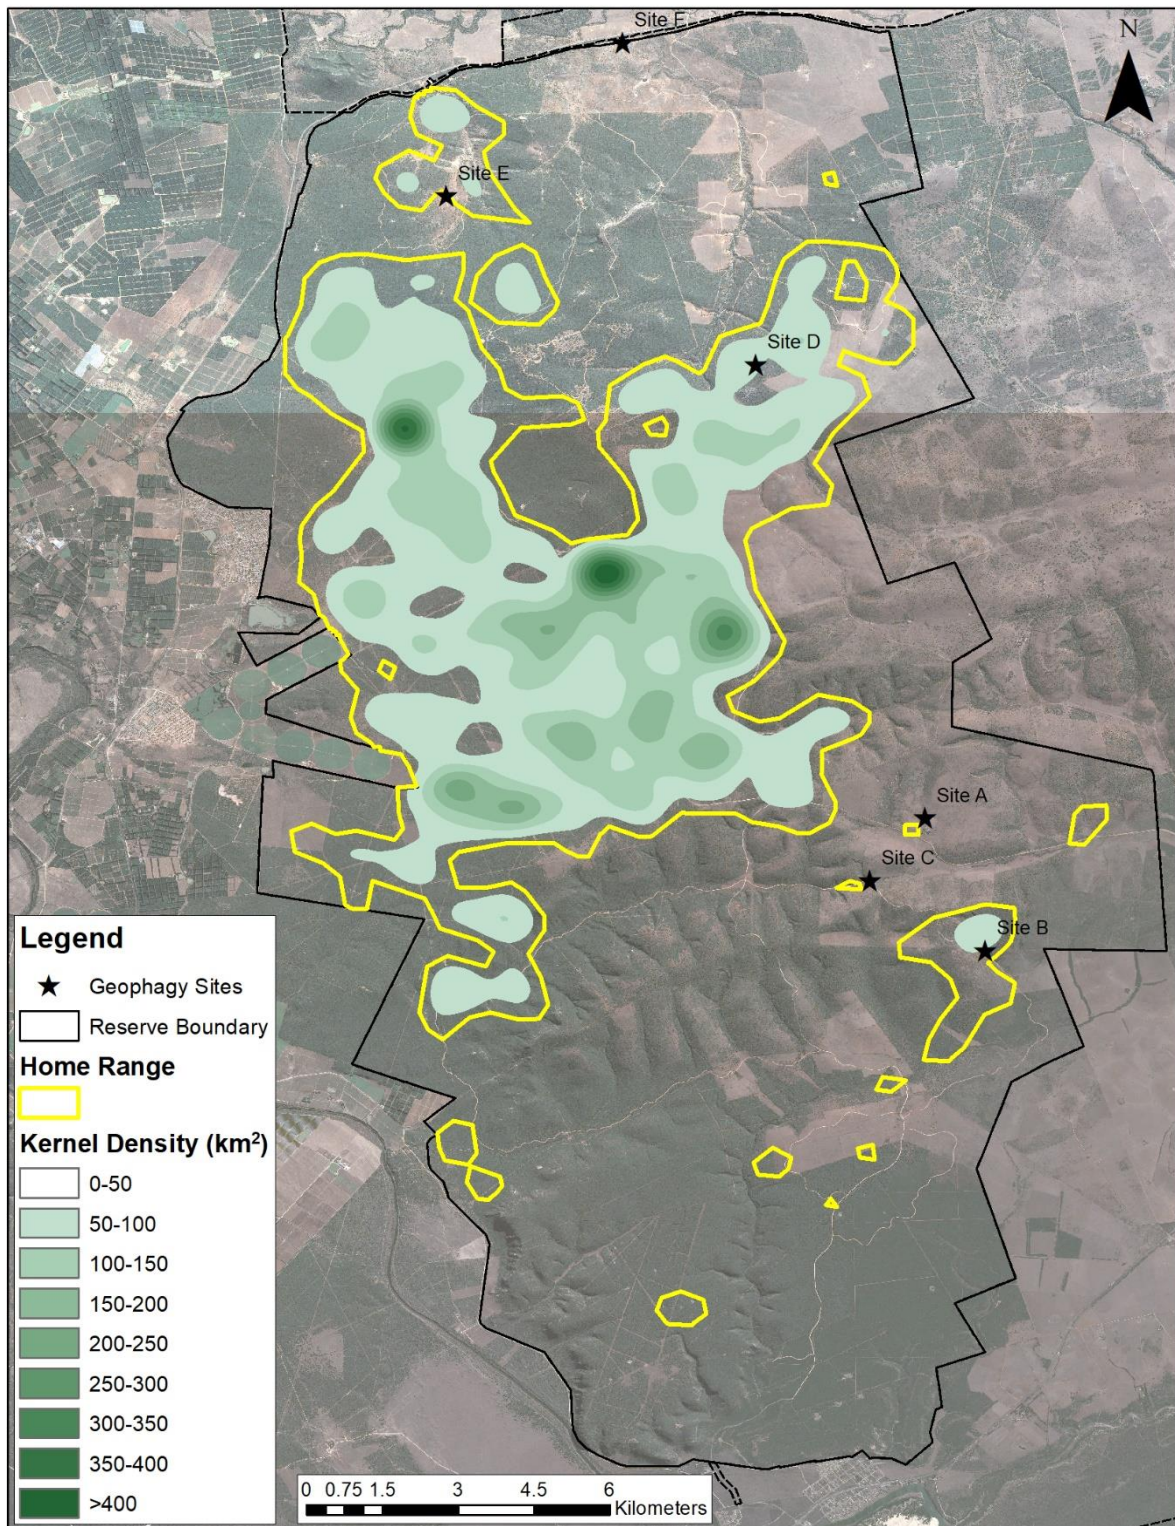 Site F
N
Site E
Site D
Site A
Site C
Site B
Legend
Geophagy Sites
Reserve Boundary
Home Range
Kernel Density (km²)
0-50
50-100
100-150
150-200
200-250
250-300
300-350
350-400
>400
0 0.75 1.5 3 4.5 6
Kilometers